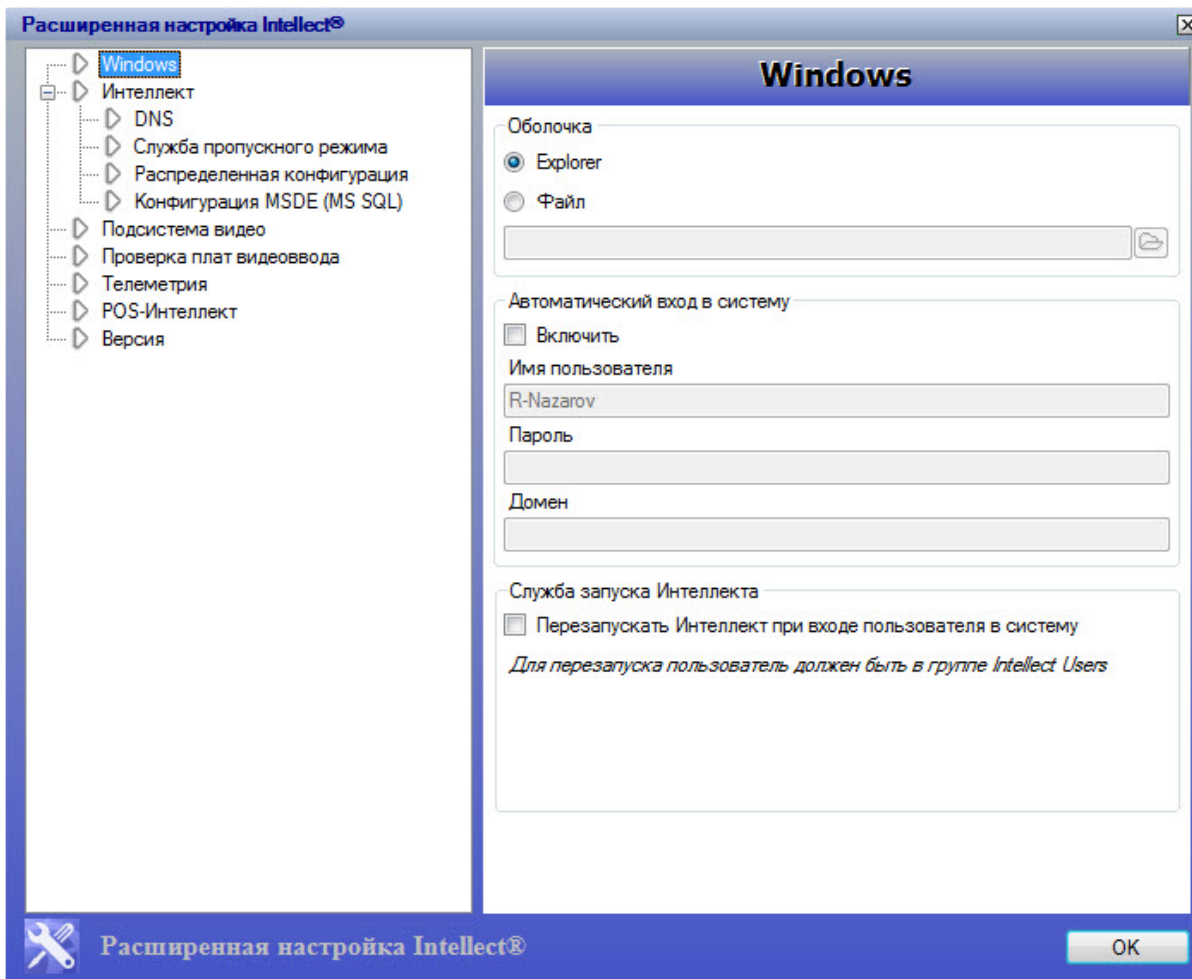 Расширенная настройка Intellect®
Windows
Интеллект
DNS
Служба пропускного режима
Распределенная конфигурация
Конфигурация MSDE (MS SQL)
Подсистема видео
Проверка плат видеоввода
Телеметрия
POS-Интеллект
Версия
Windows
Оболочка
Explorer
Файл
Автоматический вход в систему
Включить
Имя пользователя
R-Nazarov
Пароль
Домен
Служба запуска Интеллекта
Перезапускать Интеллект при входе пользователя в систему
Для перезапуска пользователь должен быть в группе Intellect Users
Расширенная настройка Intellect®
OK